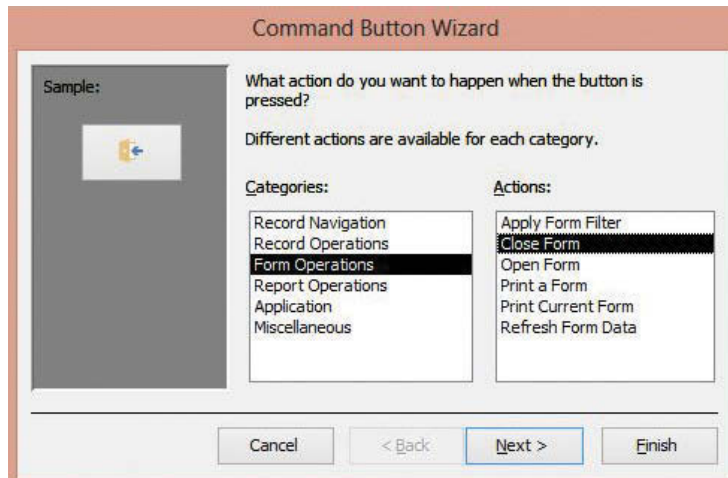 Command Button Wizard
Sample:
What action do you want to happen when the button is
pressed?
Different actions are available for each category.
Categories:
Record Navigation
Record Operations
Form Operations
Report Operations
Application
Miscellaneous
Actions:
Apply Form Filter
Close Form
Open Form
Print a Form
Print Current Form
Refresh Form Data
Cancel
< Back
Next >
Finish